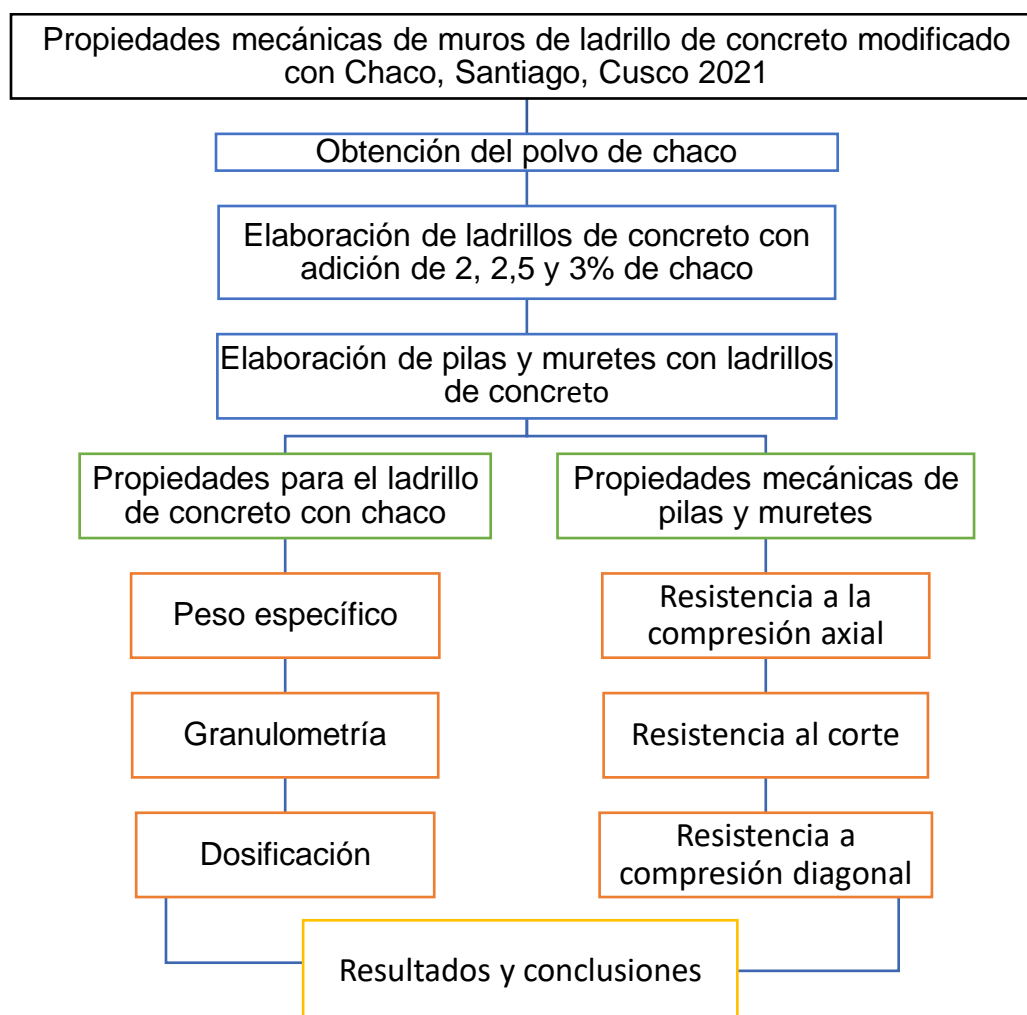 Propiedades mecánicas de muros de ladrillo de concreto modificado
con Chaco, Santiago, Cusco 2021
Obtención del polvo de chaco
Elaboración de ladrillos de concreto con
adición de 2, 2,5 y 3% de chaco
Elaboración de pilas y muretes con ladrillos
de concreto
Propiedades para el ladrillo
de concreto con chaco
Propiedades mecánicas de
pilas y muretes
Peso específico
Resistencia a la
compresión axial
Granulometría
Resistencia al corte
Dosificación
Resistencia a
compresión diagonal
Resultados y conclusiones